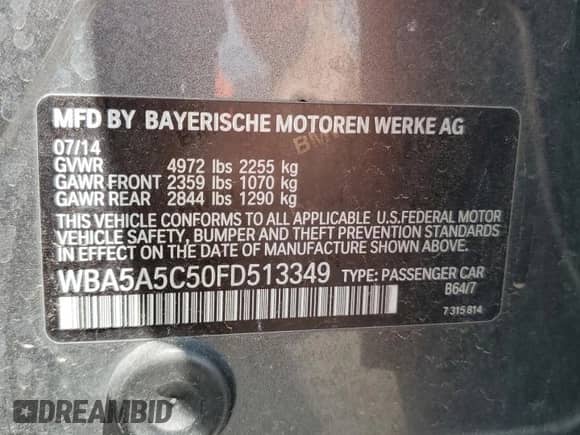 MFD BY BAYERISCHE MOTOREN WERKE AG
07/14
GVWR 4972 lbs 2255 kg
GAWR FRONT 2359 lbs 1070 kg
GAWR REAR 2844 lbs 1290 kg
THIS VEHICLE CONFORMS TO ALL APPLICABLE U.S.FEDERAL MOTOR
VEHICLE SAFETY, BUMPER AND THEFT PREVENTION STANDARDS
IN EFFECT ON THE DATE OF MANUFACTURE SHOWN ABOVE.
WBA5A5C50FD513349 TYPE: PASSENGER CAR
B64/7
7 315 814
DREAMBID